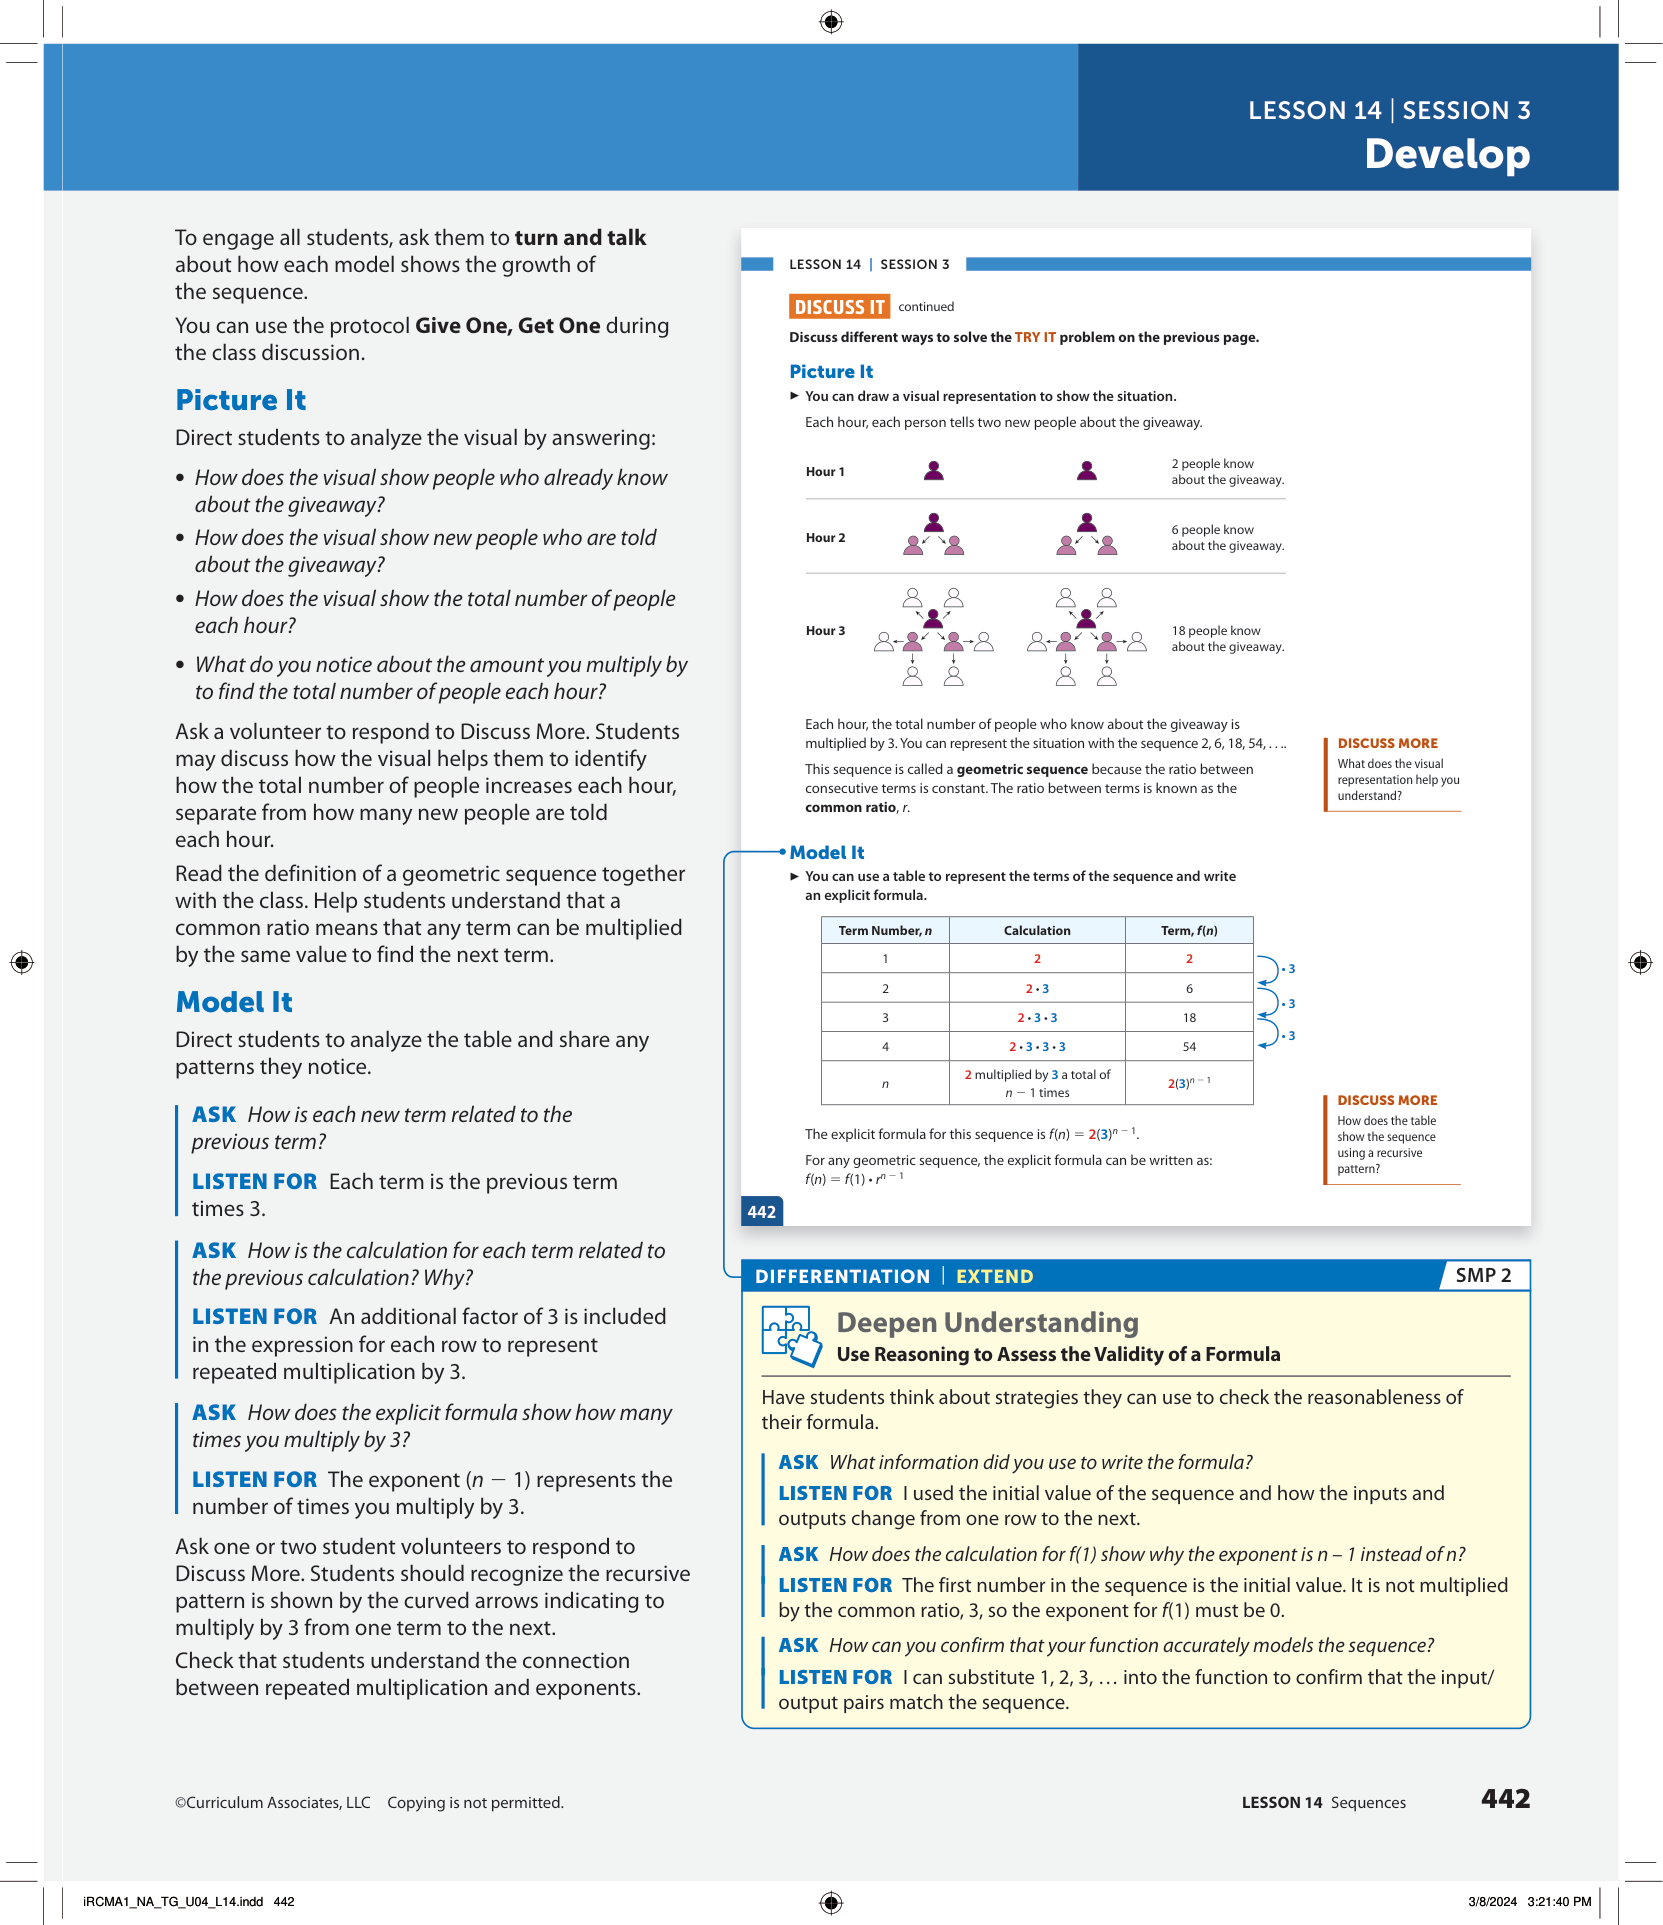 LESSON 14 | SESSION 3
Develop
To engage all students, ask them to turn and talk
about how each model shows the growth of
the sequence.
You can use the protocol Give One, Get One during
the class discussion.
Picture It
Direct students to analyze the visual by answering:
• How does the visual show people who already know
about the giveaway?
• How does the visual show new people who are told
about the giveaway?
• How does the visual show the total number of people
each hour?
• What do you notice about the amount you multiply by
to find the total number of people each hour?
Ask a volunteer to respond to Discuss More. Students
may discuss how the visual helps them to identify
how the total number of people increases each hour,
separate from how many new people are told
each hour.
Read the definition of a geometric sequence together
with the class. Help students understand that a
common ratio means that any term can be multiplied
by the same value to find the next term.
Model It
Direct students to analyze the table and share any
patterns they notice.
ASK How is each new term related to the
previous term?
LISTEN FOR Each term is the previous term
times 3.
ASK How is the calculation for each term related to
the previous calculation? Why?
LISTEN FOR An additional factor of 3 is included
in the expression for each row to represent
repeated multiplication by 3.
ASK How does the explicit formula show how many
times you multiply by 3?
LISTEN FOR The exponent (n − 1) represents the
number of times you multiply by 3.
Ask one or two student volunteers to respond to
Discuss More. Students should recognize the recursive
pattern is shown by the curved arrows indicating to
multiply by 3 from one term to the next.
Check that students understand the connection
between repeated multiplication and exponents.
LESSON 14 | SESSION 3
DISCUSS IT continued
Discuss different ways to solve the TRY IT problem on the previous page.
Picture It
▶ You can draw a visual representation to show the situation.
Each hour, each person tells two new people about the giveaway.
Hour 1
2 people know
about the giveaway.
Hour 2
6 people know
about the giveaway.
Hour 3
18 people know
about the giveaway.
Each hour, the total number of people who know about the giveaway is
multiplied by 3. You can represent the situation with the sequence 2, 6, 18, 54, . . ..
This sequence is called a geometric sequence because the ratio between
consecutive terms is constant. The ratio between terms is known as the
common ratio, r.
DISCUSS MORE
What does the visual
representation help you
understand?
Model It
▶ You can use a table to represent the terms of the sequence and write
an explicit formula.
Term Number, n Calculation Term, f(n)
1 2 2
• 3
2 2 • 3 6
• 3
3 2 • 3 • 3 18
• 3
4 2 • 3 • 3 • 3 54
n 2 multiplied by 3 a total of
n − 1 times 2(3)ⁿ ⁻ ¹
The explicit formula for this sequence is f(n) = 2(3)ⁿ ⁻ ¹.
For any geometric sequence, the explicit formula can be written as:
f(n) = f(1) • rⁿ ⁻ ¹
DISCUSS MORE
How does the table
show the sequence
using a recursive
pattern?
442
DIFFERENTIATION | EXTEND
SMP 2
Deepen Understanding
Use Reasoning to Assess the Validity of a Formula
Have students think about strategies they can use to check the reasonableness of
their formula.
ASK What information did you use to write the formula?
LISTEN FOR I used the initial value of the sequence and how the inputs and
outputs change from one row to the next.
ASK How does the calculation for f(1) show why the exponent is n – 1 instead of n?
LISTEN FOR The first number in the sequence is the initial value. It is not multiplied
by the common ratio, 3, so the exponent for f(1) must be 0.
ASK How can you confirm that your function accurately models the sequence?
LISTEN FOR I can substitute 1, 2, 3, … into the function to confirm that the input/
output pairs match the sequence.
©Curriculum Associates, LLC Copying is not permitted.
LESSON 14 Sequences 442
iRCMA1_NA_TG_U04_L14.indd 442
3/8/2024 3:21:40 PM